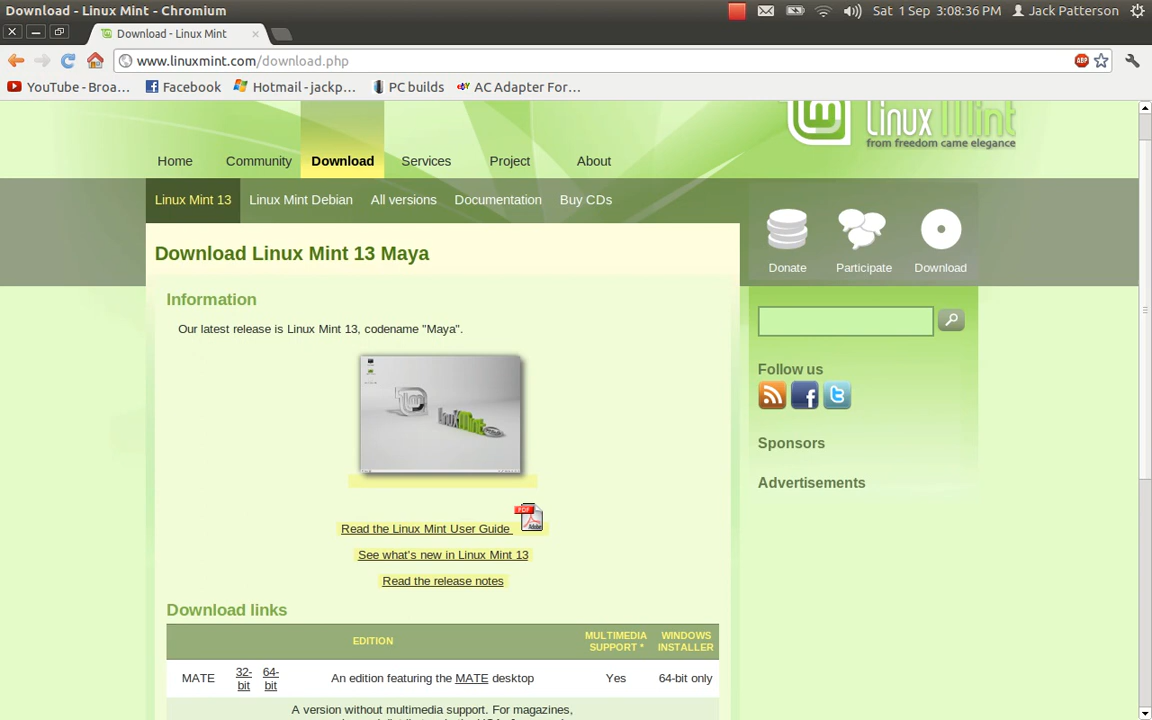 Download - Linux Mint - Chromium
Sat 1 Sep 3:08:36 PM Jack Patterson
Download - Linux Mint
www.linuxmint.com/download.php
ABP
YouTube - Broa... Facebook Hotmail - jackp... PC builds AC Adapter For...
Linux Mint
from freedom came elegance
Home Community Download Services Project About
Linux Mint 13 Linux Mint Debian All versions Documentation Buy CDs
Donate Participate Download
Download Linux Mint 13 Maya
Information
Our latest release is Linux Mint 13, codename "Maya".
LinuxMint
Follow us
Sponsors
Advertisements
PDF
Adobe
Read the Linux Mint User Guide
See what's new in Linux Mint 13
Read the release notes
Download links
EDITION MULTIMEDIA SUPPORT * WINDOWS INSTALLER
MATE 32-bit 64-bit An edition featuring the MATE desktop Yes 64-bit only
A version without multimedia support. For magazines,